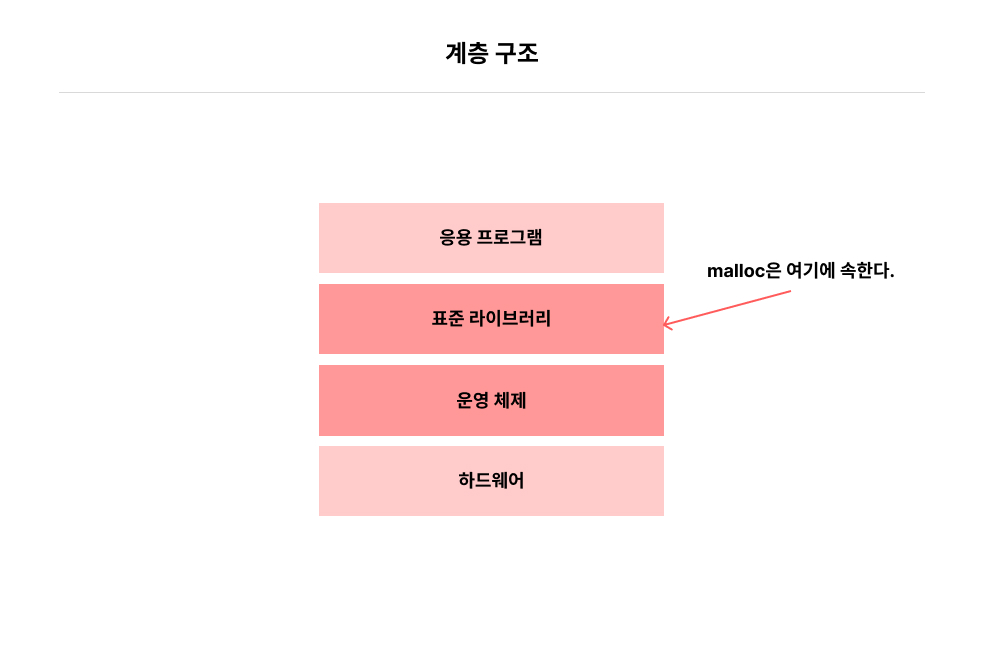 계층 구조
응용 프로그램
malloc은 여기에 속한다.
표준 라이브러리
운영 체제
하드웨어